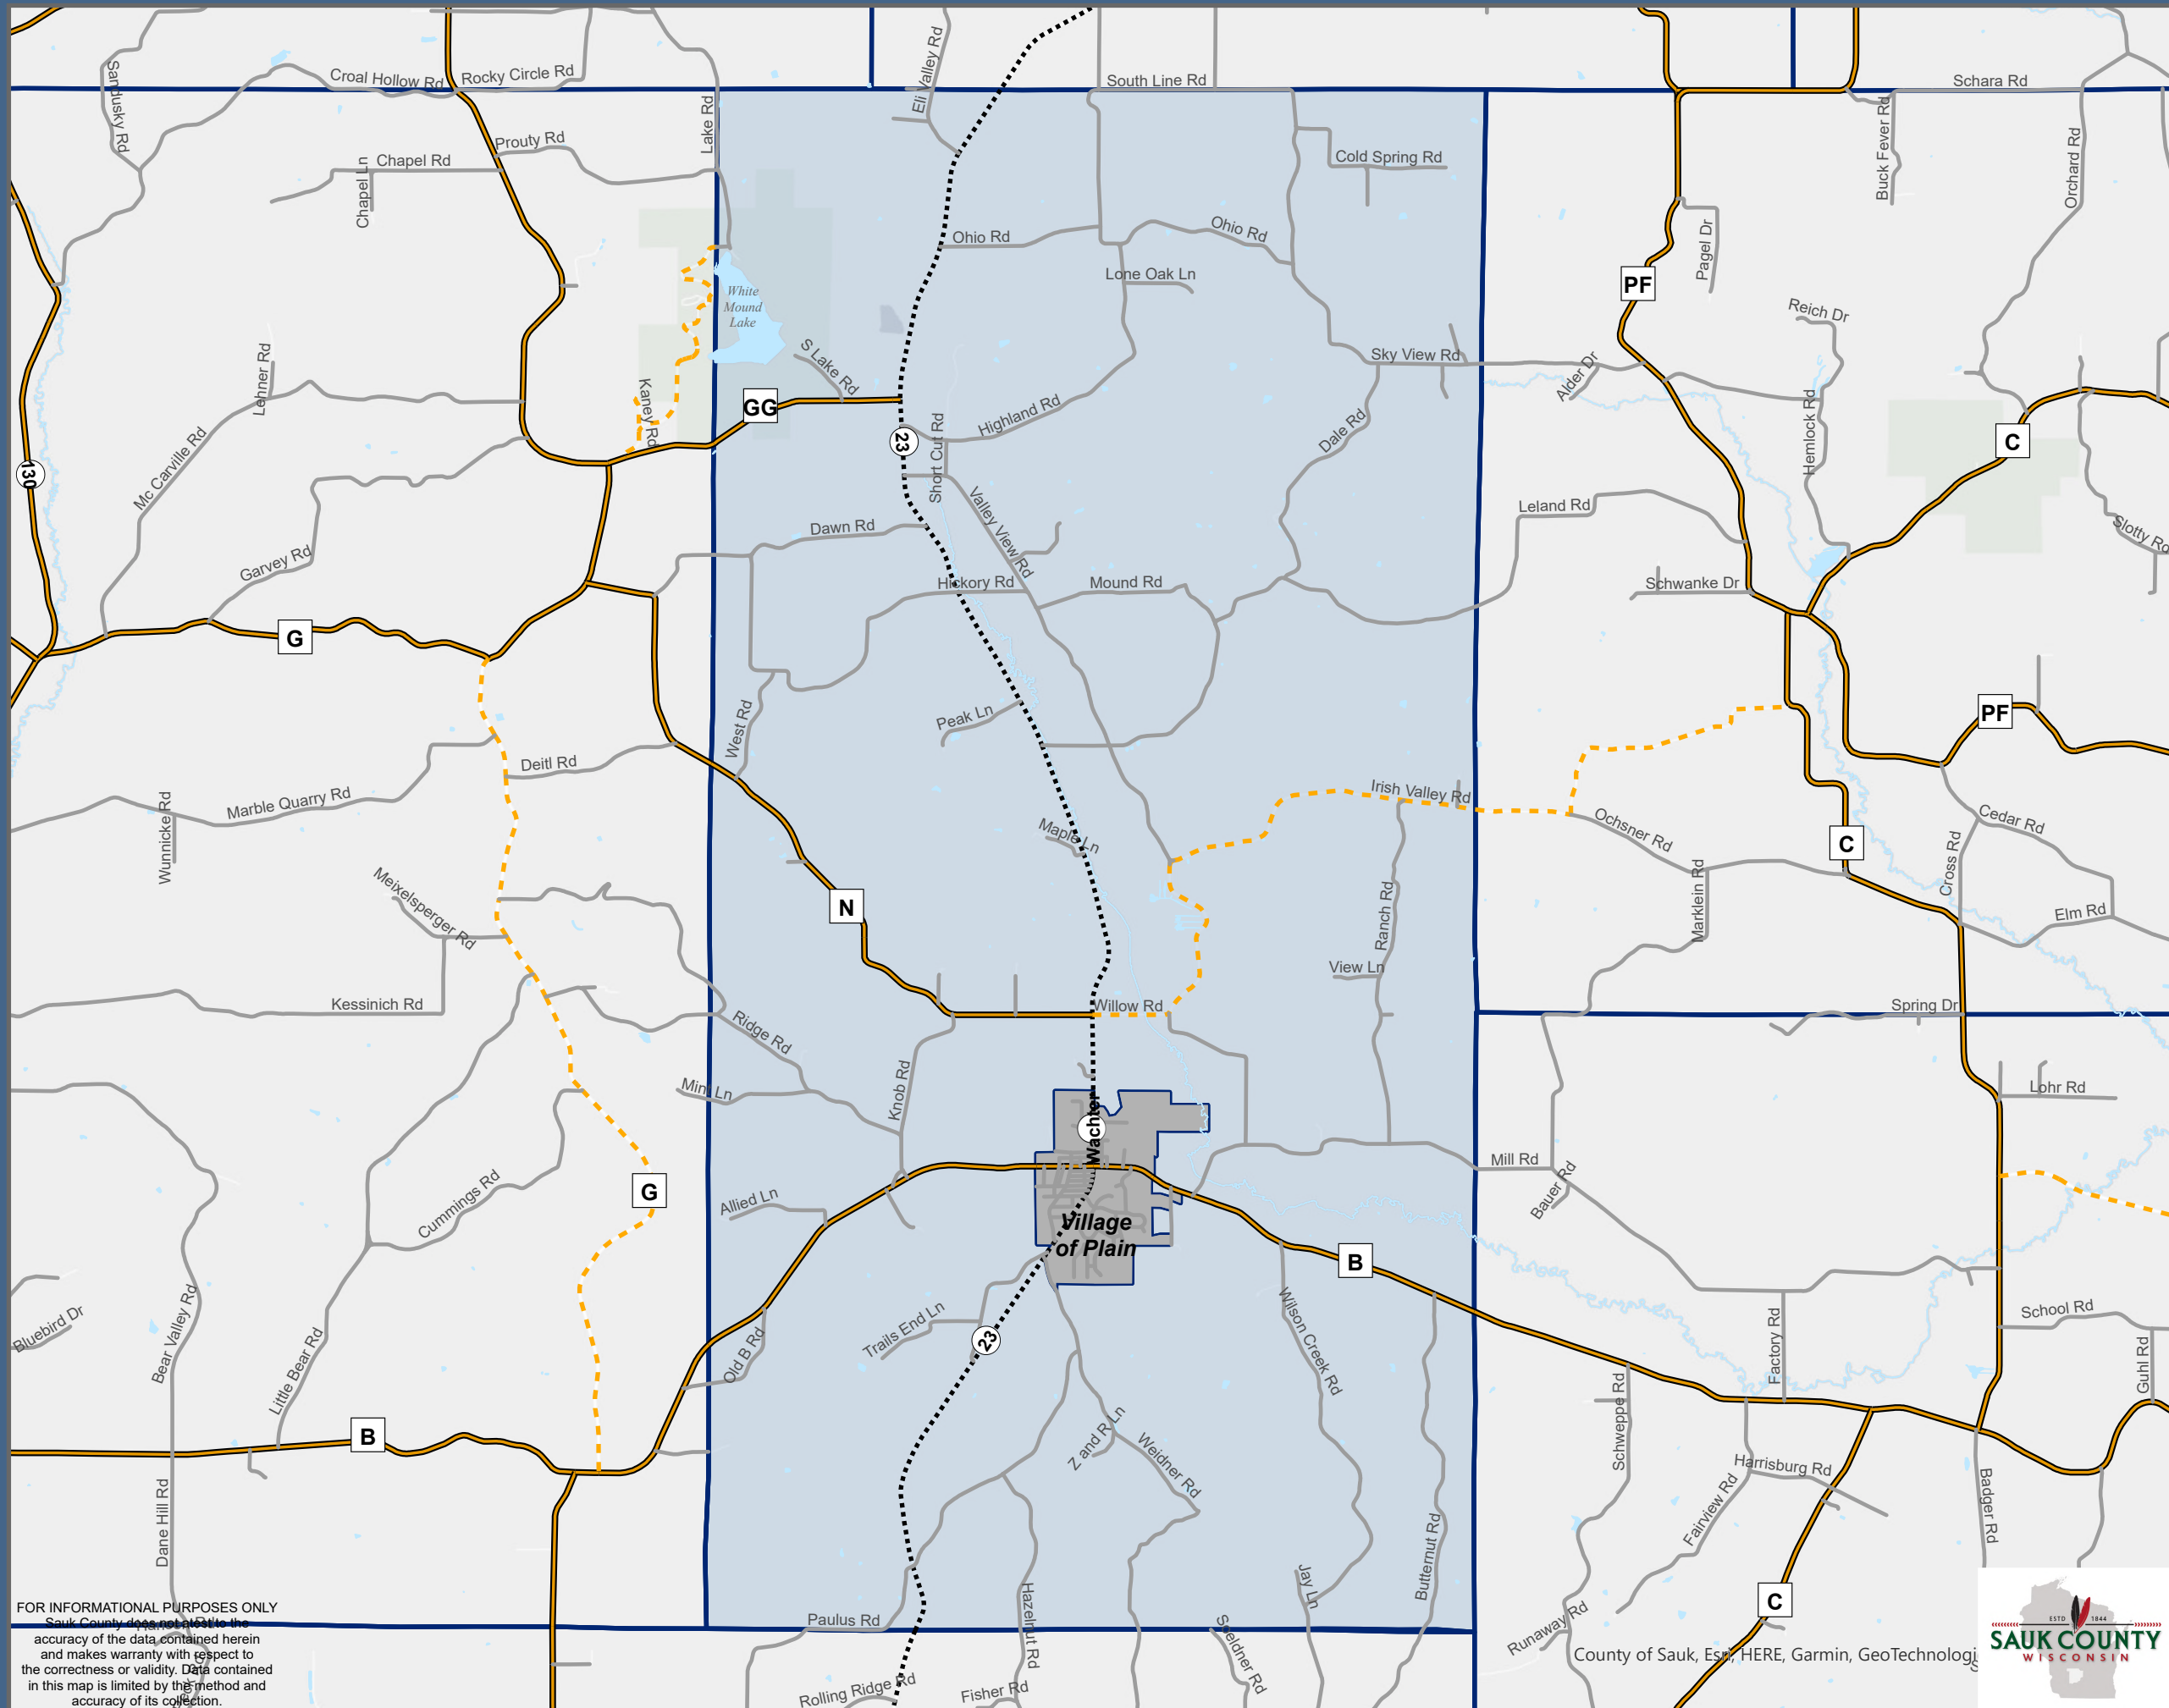 Sandusky Rd
Croal Hollow Rd
Rocky Circle Rd
Eli Valley Rd
South Line Rd
Schara Rd
Lake Rd
Buck Fever Rd
Orchard Rd
Prouty Rd
Chapel Rd
Chapel Ln
Cold Spring Rd
Ohio Rd
Ohio Rd
Pagel Dr
Lone Oak Ln
PF
White
Mound
Lake
Reich Dr
Lehner Rd
S Lake Rd
Sky View Rd
Alder Dr
Kaney Rd
GG
Highland Rd
Short Cut Rd
23
Dale Rd
Hemlock Rd
C
Mc Carville Rd
130
Valley View Rd
Leland Rd
Dawn Rd
Slotty Rd
Garvey Rd
Hickory Rd
Mound Rd
Schwanke Dr
G
Peak Ln
West Rd
PF
Deitl Rd
Irish Valley Rd
Marble Quarry Rd
Wunnicke Rd
Maple Ln
Ochsner Rd
Cedar Rd
C
Cross Rd
Meixelsperger Rd
N
Ranch Rd
Marklein Rd
Elm Rd
View Ln
Kessinich Rd
Willow Rd
Spring Dr
Ridge Rd
Mini Ln
Knob Rd
Lohr Rd
Wachter
Mill Rd
Bauer Rd
Cummings Rd
G
Allied Ln
Village
of Plain
B
Bluebird Dr
Bear Valley Rd
Little Bear Rd
Trails End Ln
23
Old B Rd
Wilson Creek Rd
Factory Rd
School Rd
Guhl Rd
B
Z and R Ln
Weidner Rd
Schweppe Rd
Harrisburg Rd
Fairview Rd
Badger Rd
Dane Hill Rd
Butternut Rd
Jay Ln
Hazelnut Rd
C
Paulus Rd
Soeldner Rd
Runaway Rd
Rolling Ridge Rd
Fisher Rd
FOR INFORMATIONAL PURPOSES ONLY
Sauk County does not atest to the
accuracy of the data contained herein
and makes warranty with respect to
the correctness or validity. Data contained
in this map is limited by the method and
accuracy of its collection.
County of Sauk, Esri, HERE, Garmin, GeoTechnologi
ESTD 1844
SAUK COUNTY
WISCONSIN